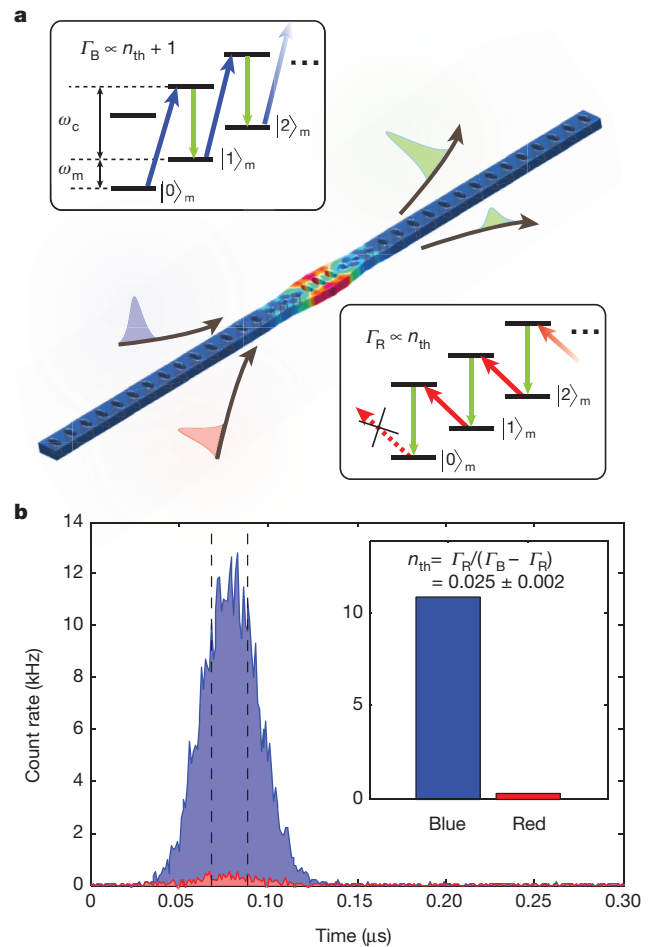 a
Γ_B ∝ n_th + 1
ω_c
ω_m
|0⟩_m
|1⟩_m
|2⟩_m
...
Γ_R ∝ n_th
...
|2⟩_m
|1⟩_m
|0⟩_m
b
n_th = Γ_R/(Γ_B − Γ_R)
= 0.025 ± 0.002
14
12
10
8
6
4
2
0
Count rate (kHz)
10
5
0
Blue
Red
0
0.05
0.10
0.15
0.20
0.25
0.30
Time (μs)